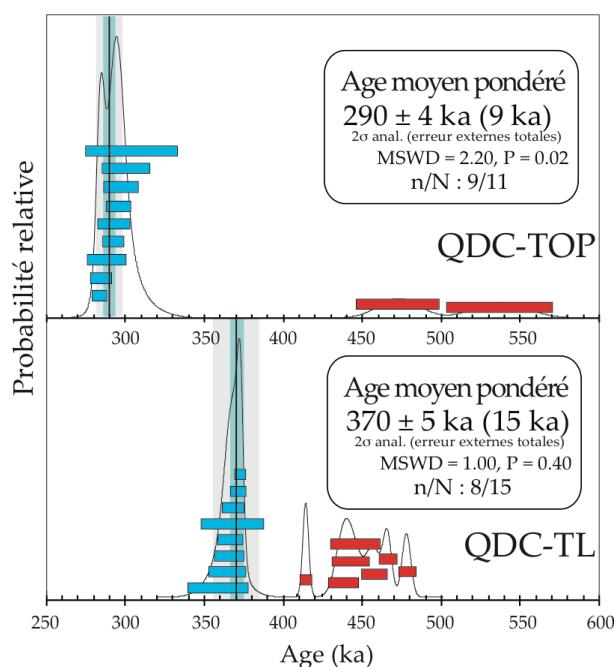 Age moyen pondéré
290 ± 4 ka (9 ka)
2σ anal. (erreur externes totales)
MSWD = 2.20, P = 0.02
n/N : 9/11
QDC-TOP
Probabilité relative
300 350 400 450 500 550
Age moyen pondéré
370 ± 5 ka (15 ka)
2σ anal. (erreur externes totales)
MSWD = 1.00, P = 0.40
n/N : 8/15
QDC-TL
250 300 350 400 450 500 550 600
Age (ka)